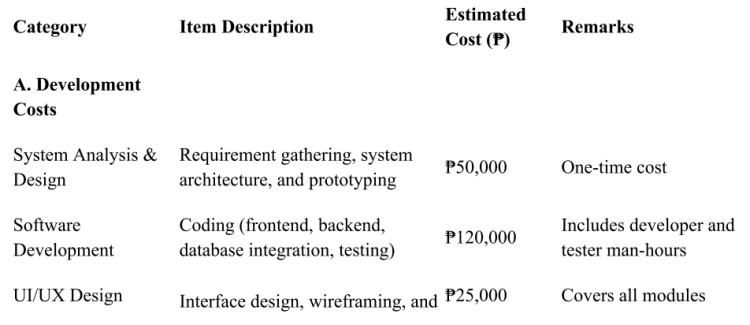 Category Item Description Estimated Cost (₱) Remarks
A. Development
Costs
System Analysis & Requirement gathering, system
Design architecture, and prototyping ₱50,000 One-time cost
Software Coding (frontend, backend, Includes developer and
Development database integration, testing) ₱120,000 tester man-hours
UI/UX Design Interface design, wireframing, and ₱25,000 Covers all modules